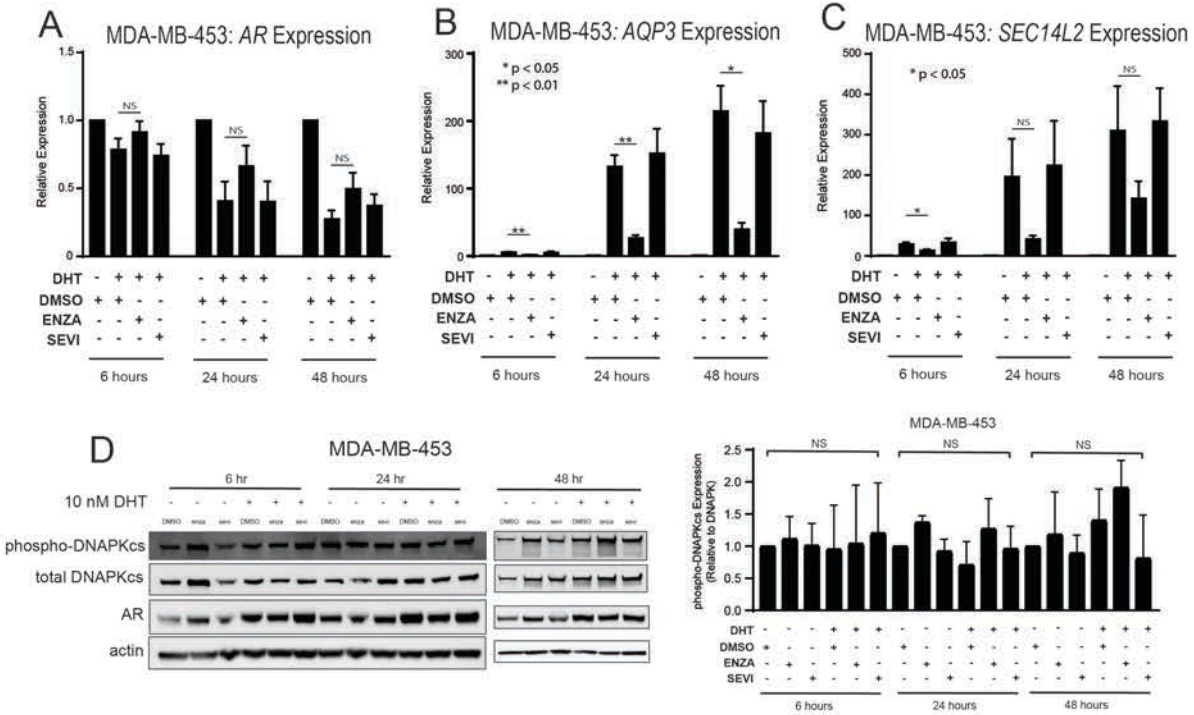 A
MDA-MB-453: AR Expression
Relative Expression
1.5
1.0
0.5
0
NS
NS
NS
DHT - + + + - + + + - + + +
DMSO + + - - + + - - + + - -
ENZA - - + - - - + - - - + -
SEVI - - - + - - - + - - - +
6 hours 24 hours 48 hours
B
MDA-MB-453: AQP3 Expression
* p < 0.05
** p < 0.01
Relative Expression
300
200
100
0
**
**
*
DHT - + + + - + + + - + + +
DMSO + + - - + + - - + + - -
ENZA - - + - - - + - - - + -
SEVI - - - + - - - + - - - +
6 hours 24 hours 48 hours
C
MDA-MB-453: SEC14L2 Expression
* p < 0.05
Relative Expression
500
400
300
200
100
0
*
NS
NS
DHT - + + + - + + + - + + +
DMSO + + - - + + - - + + - -
ENZA - - + - - - + - - - + -
SEVI - - - + - - - + - - - +
6 hours 24 hours 48 hours
D
MDA-MB-453
6 hr 24 hr 48 hr
10 nM DHT - - - + + + - - - + + + - - - + + +
DMSO enza sevi DMSO enza sevi DMSO enza sevi DMSO enza sevi DMSO enza sevi DMSO enza sevi
phospho-DNAPKcs
total DNAPKcs
AR
actin
MDA-MB-453
phospho-DNAPKcs Expression
(Relative to DNAPK)
2.5
2.0
1.5
1.0
0.5
0.0
NS
NS
NS
DHT - - - + + + - - - + + + - - - + + +
DMSO + - - + - - + - - + - - + - - + - -
ENZA - + - - + - - + - - + - - + - - + -
SEVI - - + - - + - - + - - + - - + - - +
6 hours 24 hours 48 hours